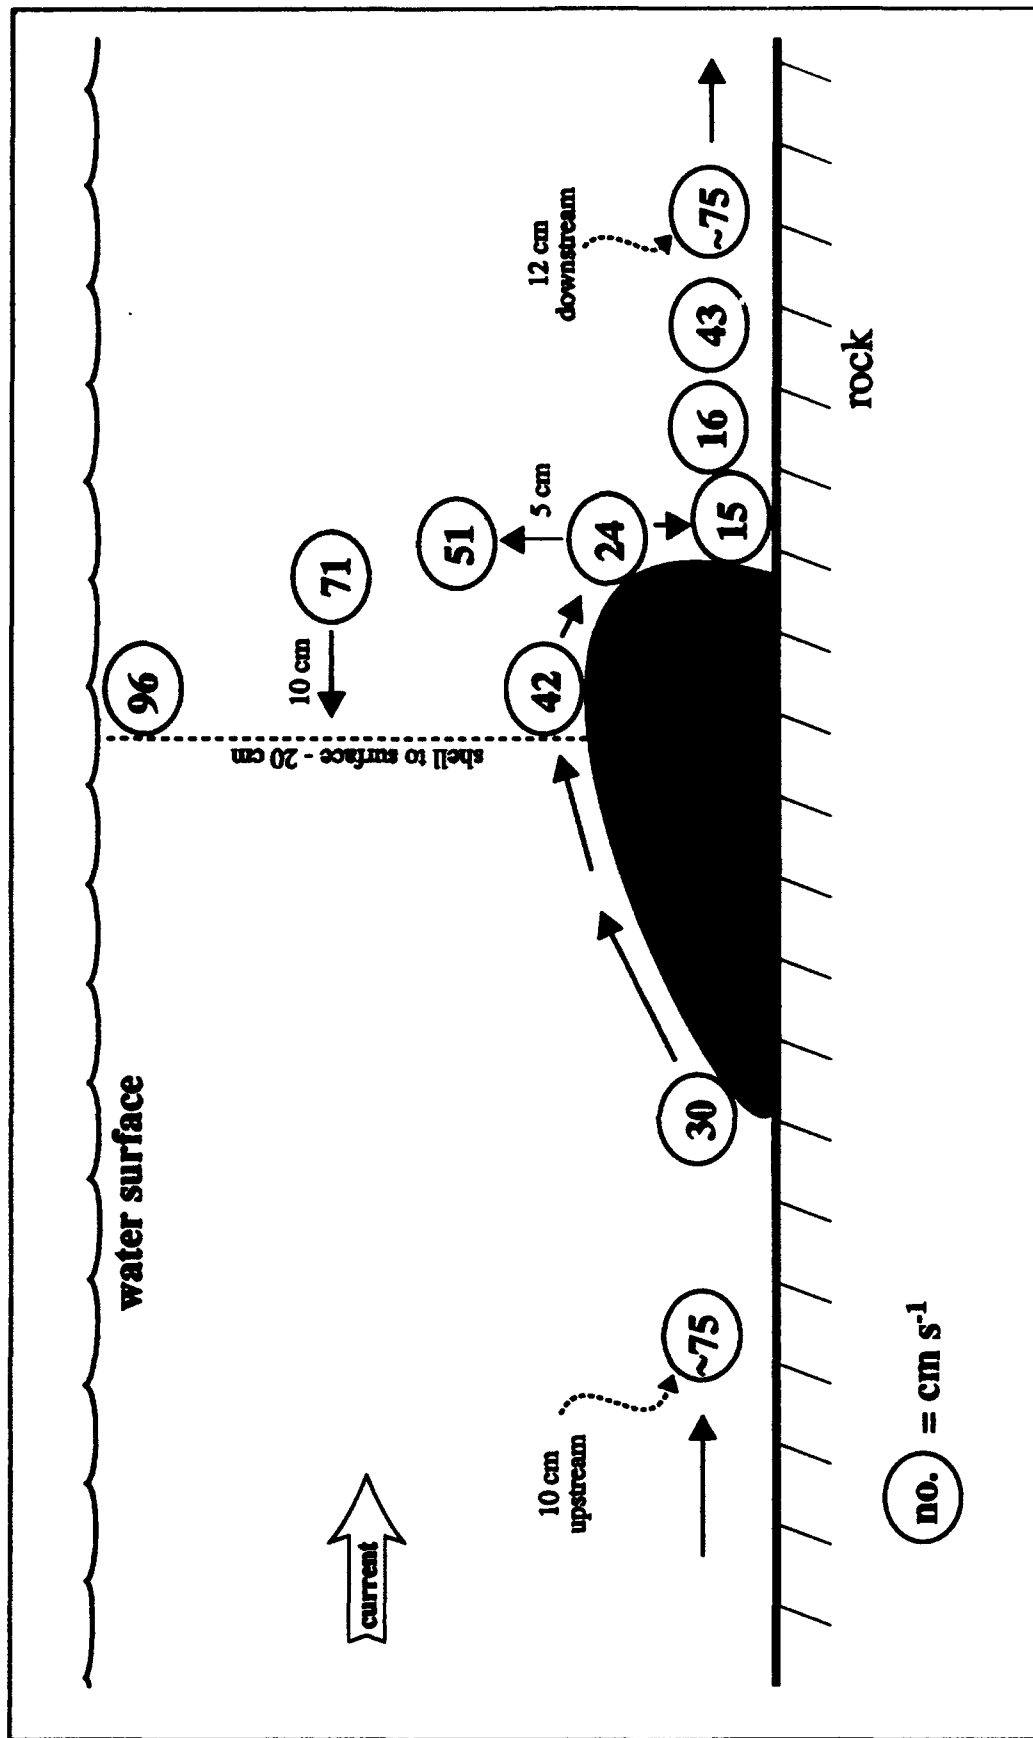 water surface
current
96
shell to surface - 20 cm
10 cm
71
51
5 cm
42
24
12 cm
downstream
10 cm
upstream
~75
30
15
16
43
~75
rock
no. = cm s⁻¹